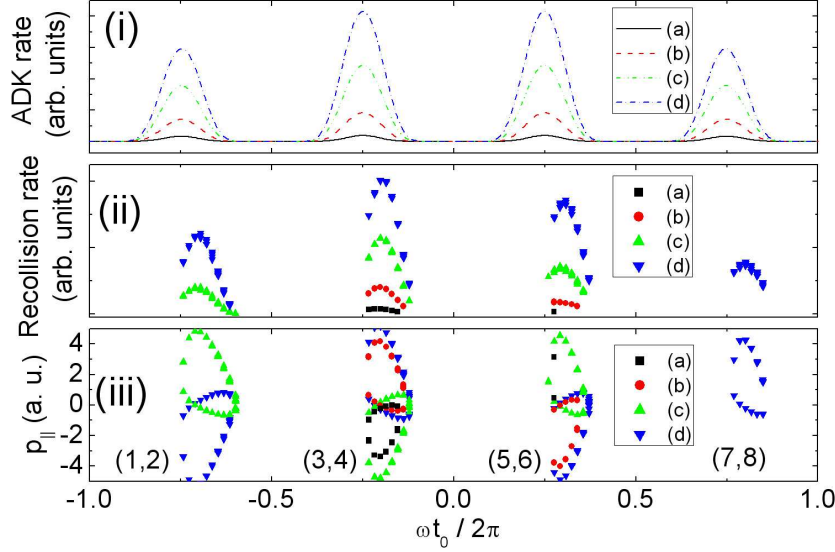 (i)
ADK rate
(arb. units)
(a)
(b)
(c)
(d)
(ii)
Recollision rate
(arb. units)
(a)
(b)
(c)
(d)
(iii)
p|| (a. u.)
4
2
0
-2
-4
(a)
(b)
(c)
(d)
(1,2)
(3,4)
(5,6)
(7,8)
-1.0
-0.5
0.0
0.5
1.0
ωt0 / 2π